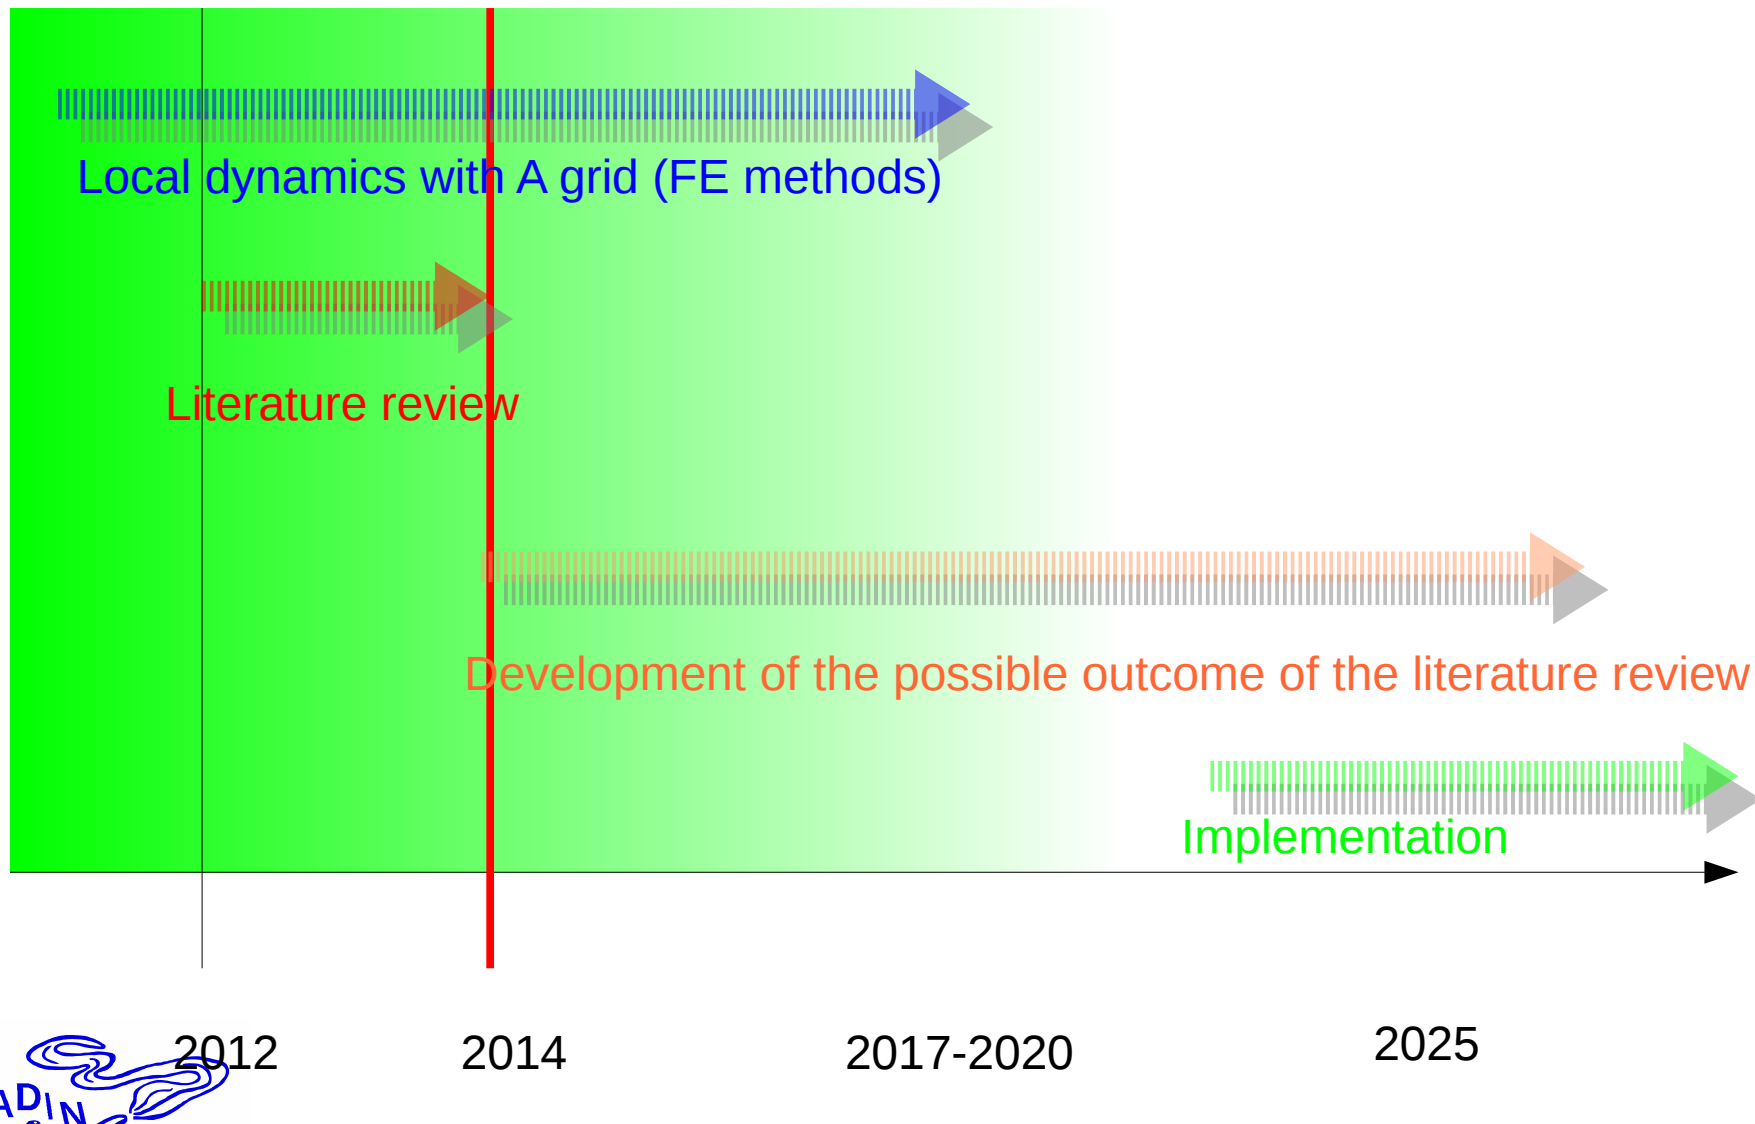 Local dynamics with A grid (FE methods)
Literature review
Development of the possible outcome of the literature review
Implementation
2012
2014
2017-2020
2025